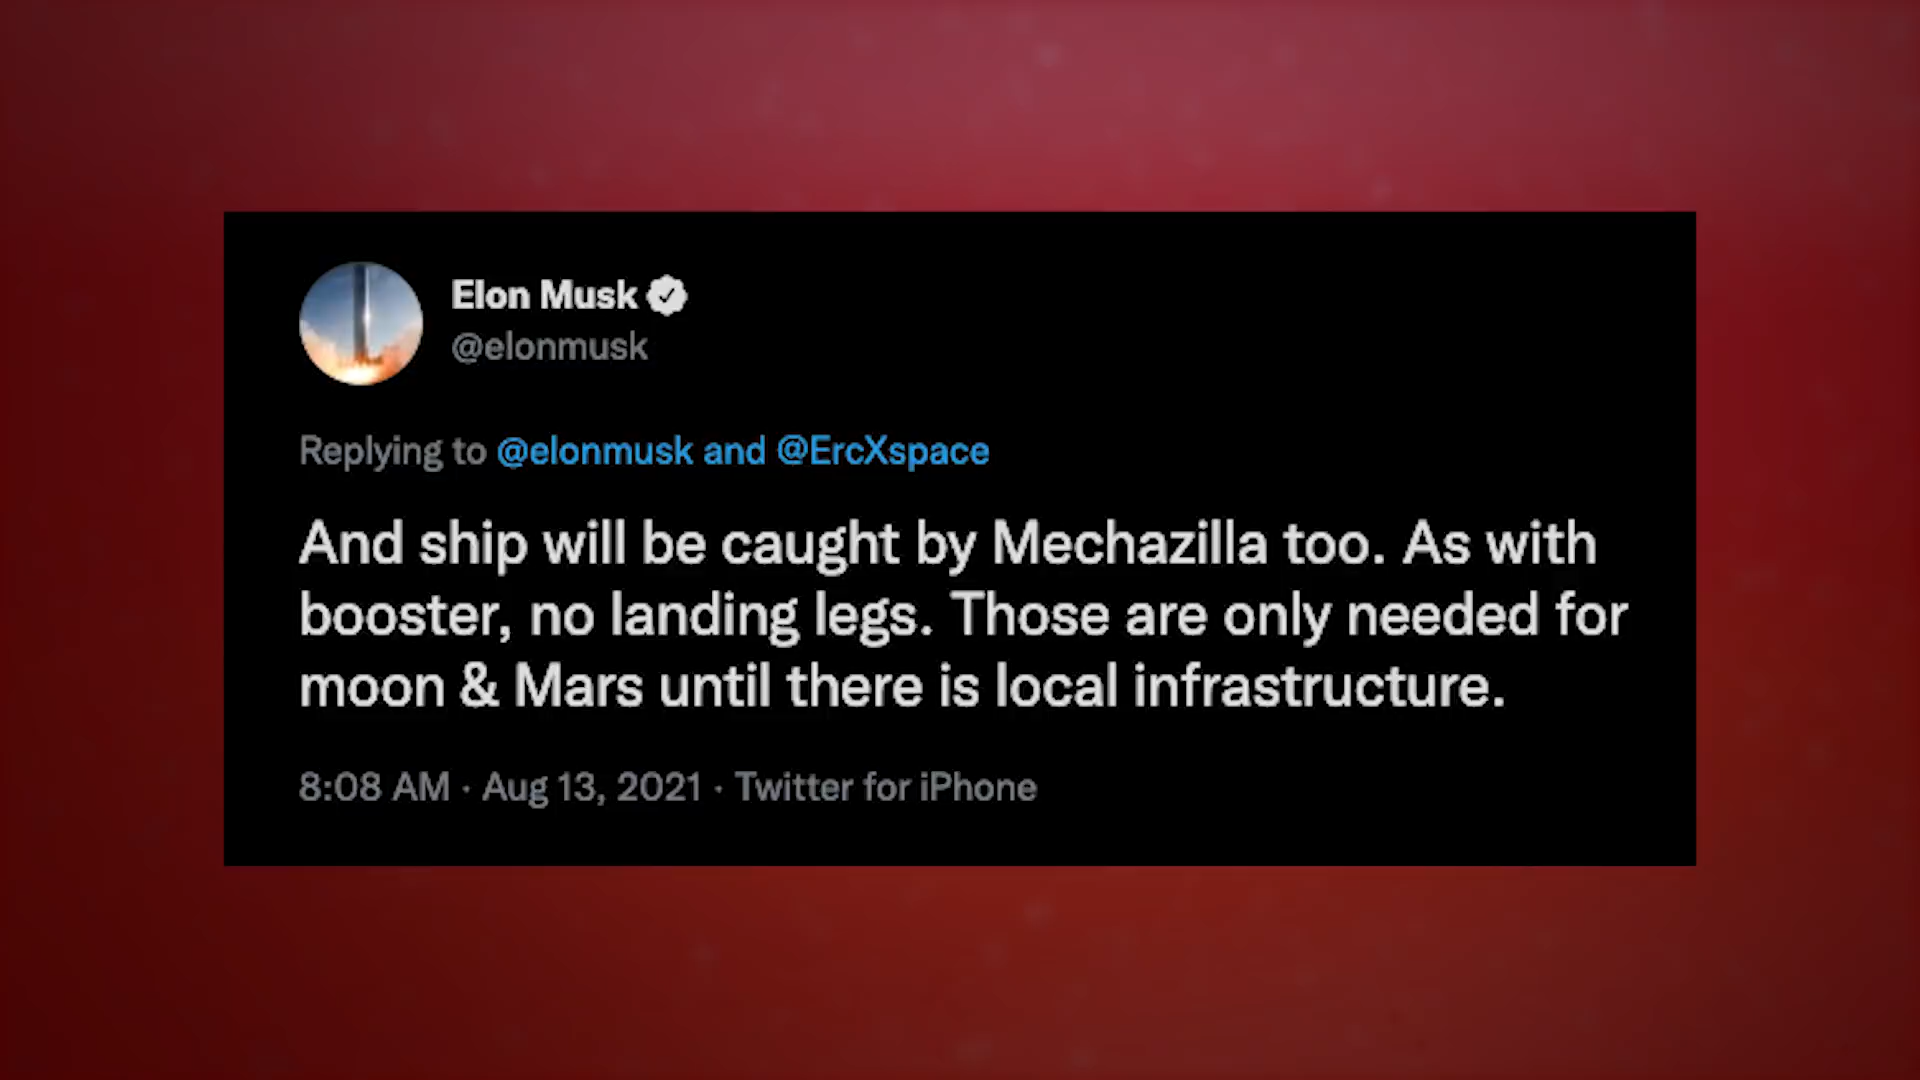 Elon Musk
@elonmusk
Replying to @elonmusk and @ErcXspace
And ship will be caught by Mechazilla too. As with
booster, no landing legs. Those are only needed for
moon & Mars until there is local infrastructure.
8:08 AM · Aug 13, 2021 · Twitter for iPhone